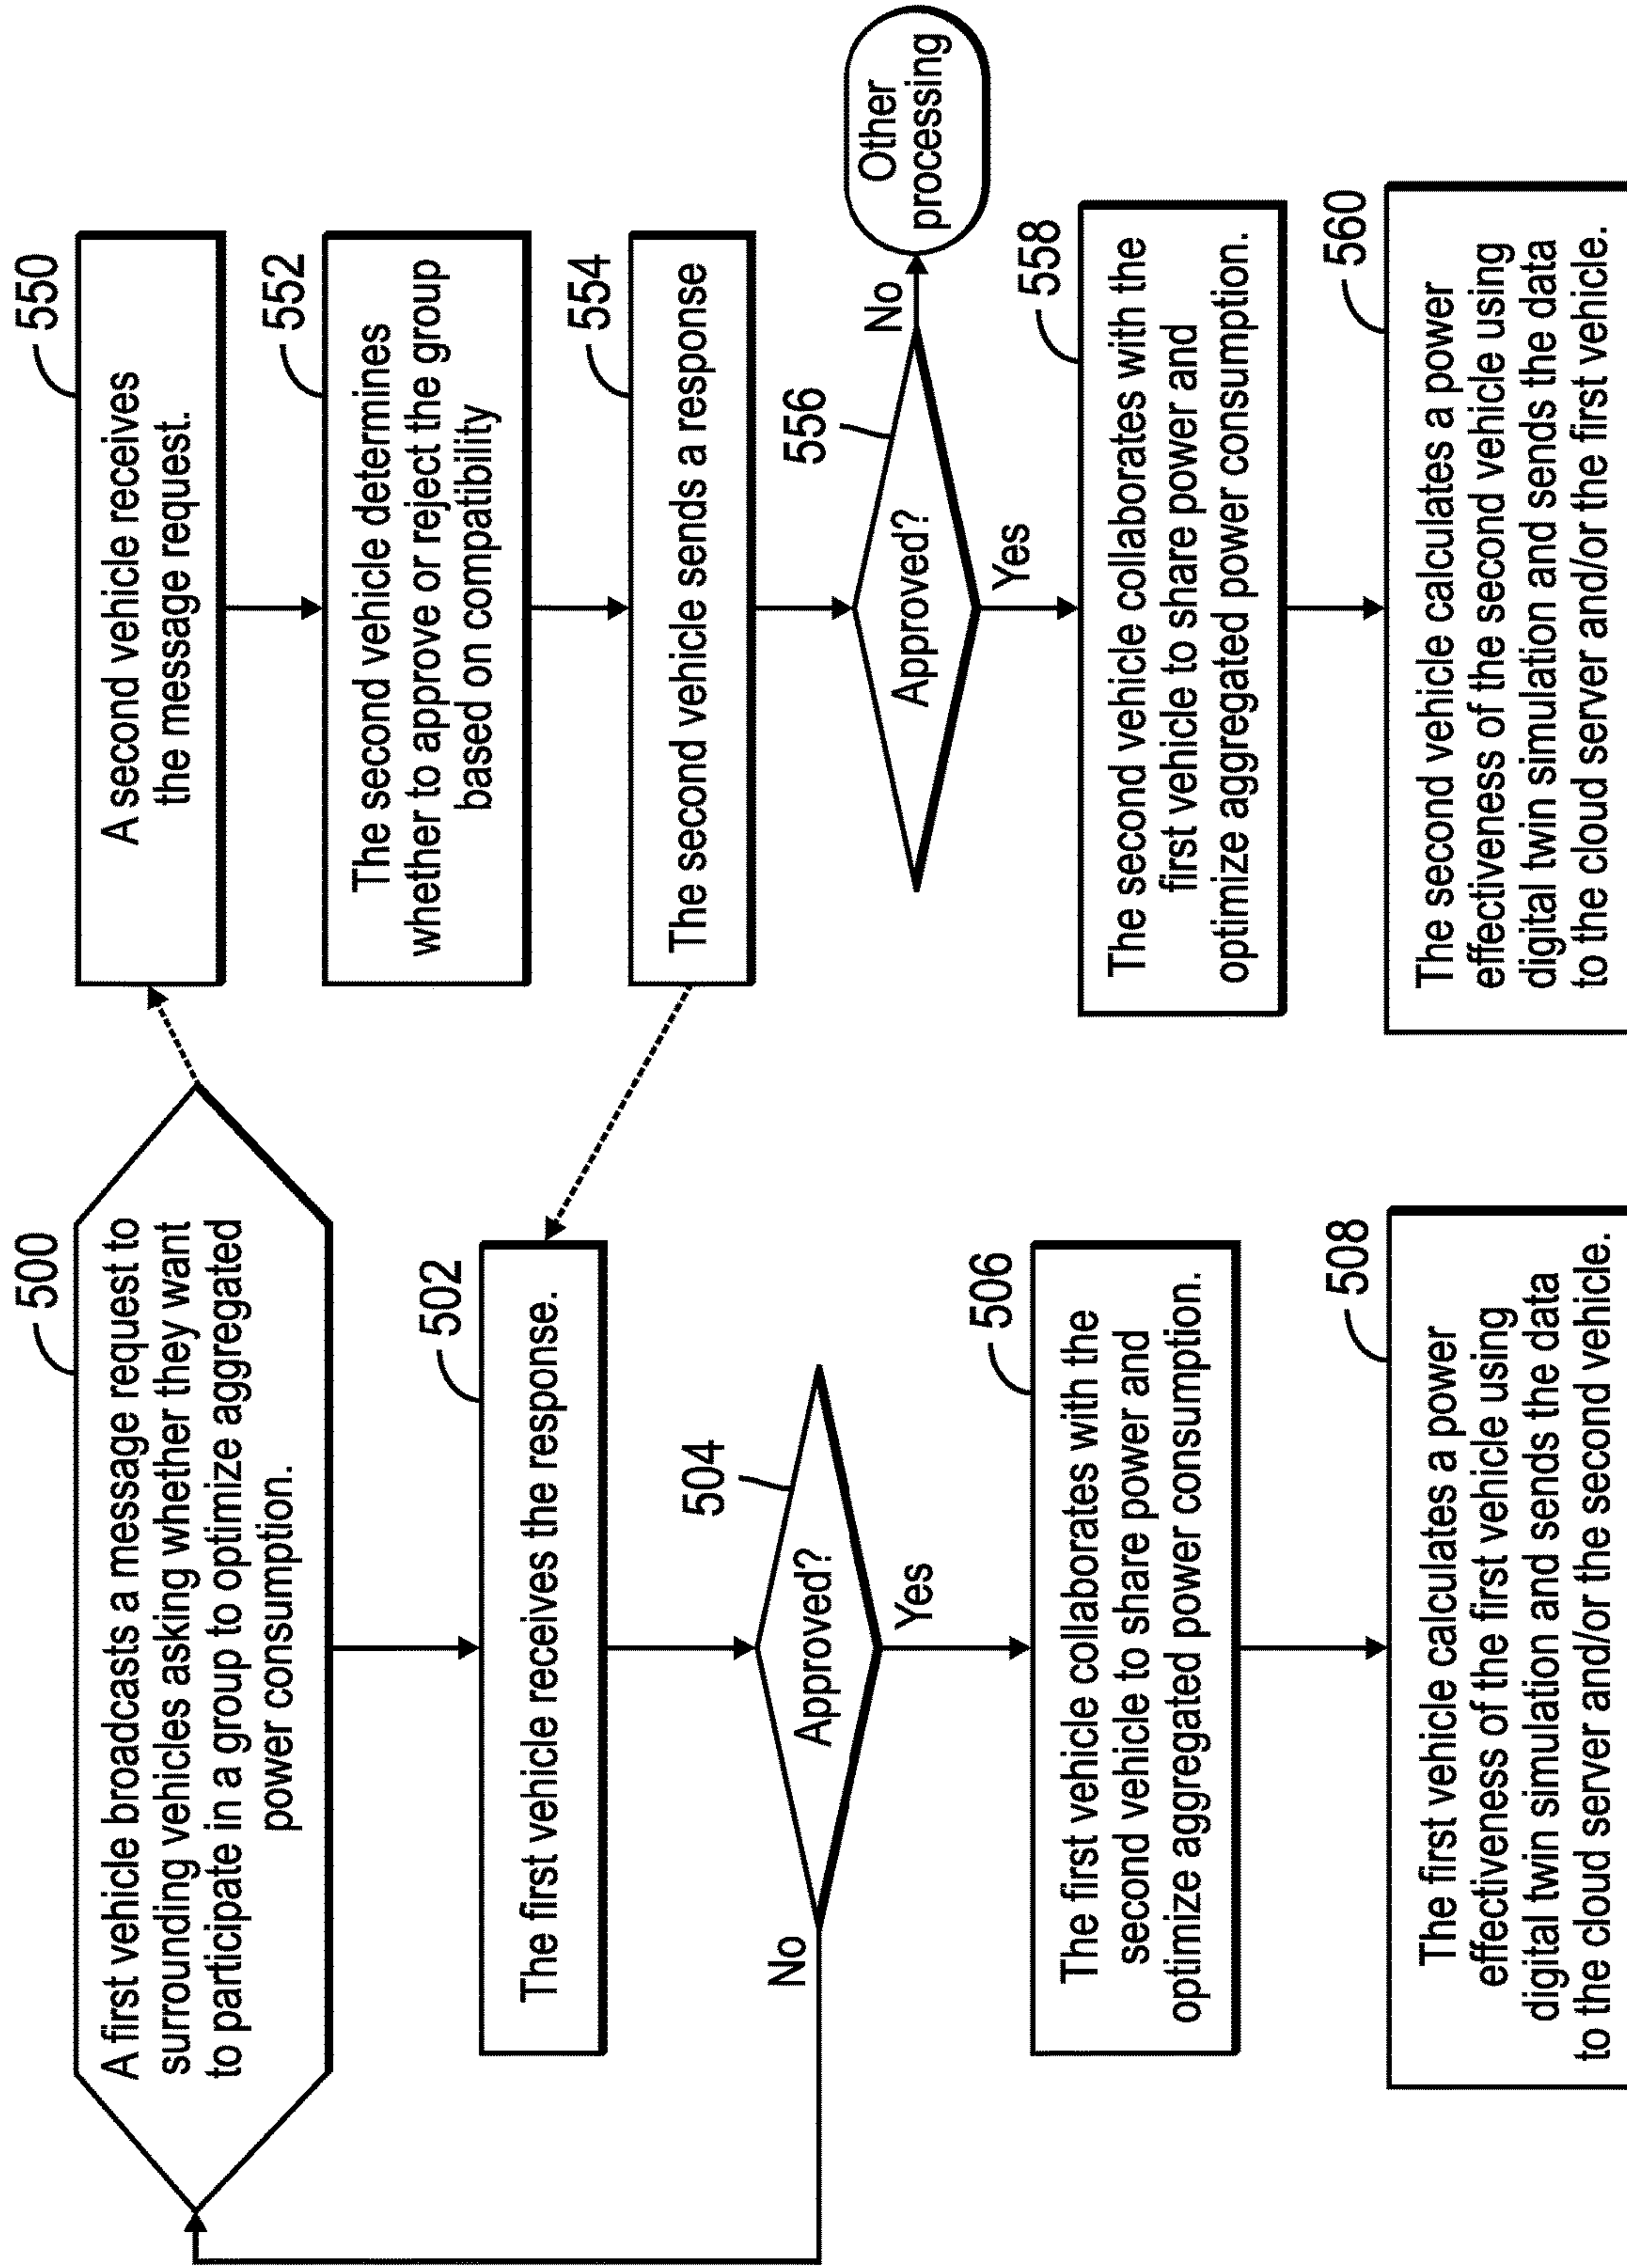 500
A first vehicle broadcasts a message request to
surrounding vehicles asking whether they want
to participate in a group to optimize aggregated
power consumption.
502
The first vehicle receives the response.
504
Approved?
No
Yes
506
The first vehicle collaborates with the
second vehicle to share power and
optimize aggregated power consumption.
508
The first vehicle calculates a power
effectiveness of the first vehicle using
digital twin simulation and sends the data
to the cloud server and/or the second vehicle.
550
A second vehicle receives
the message request.
552
The second vehicle determines
whether to approve or reject the group
based on compatibility
554
The second vehicle sends a response
556
Approved?
No
Other
processing
Yes
558
The second vehicle collaborates with the
first vehicle to share power and
optimize aggregated power consumption.
560
The second vehicle calculates a power
effectiveness of the second vehicle using
digital twin simulation and sends the data
to the cloud server and/or the first vehicle.